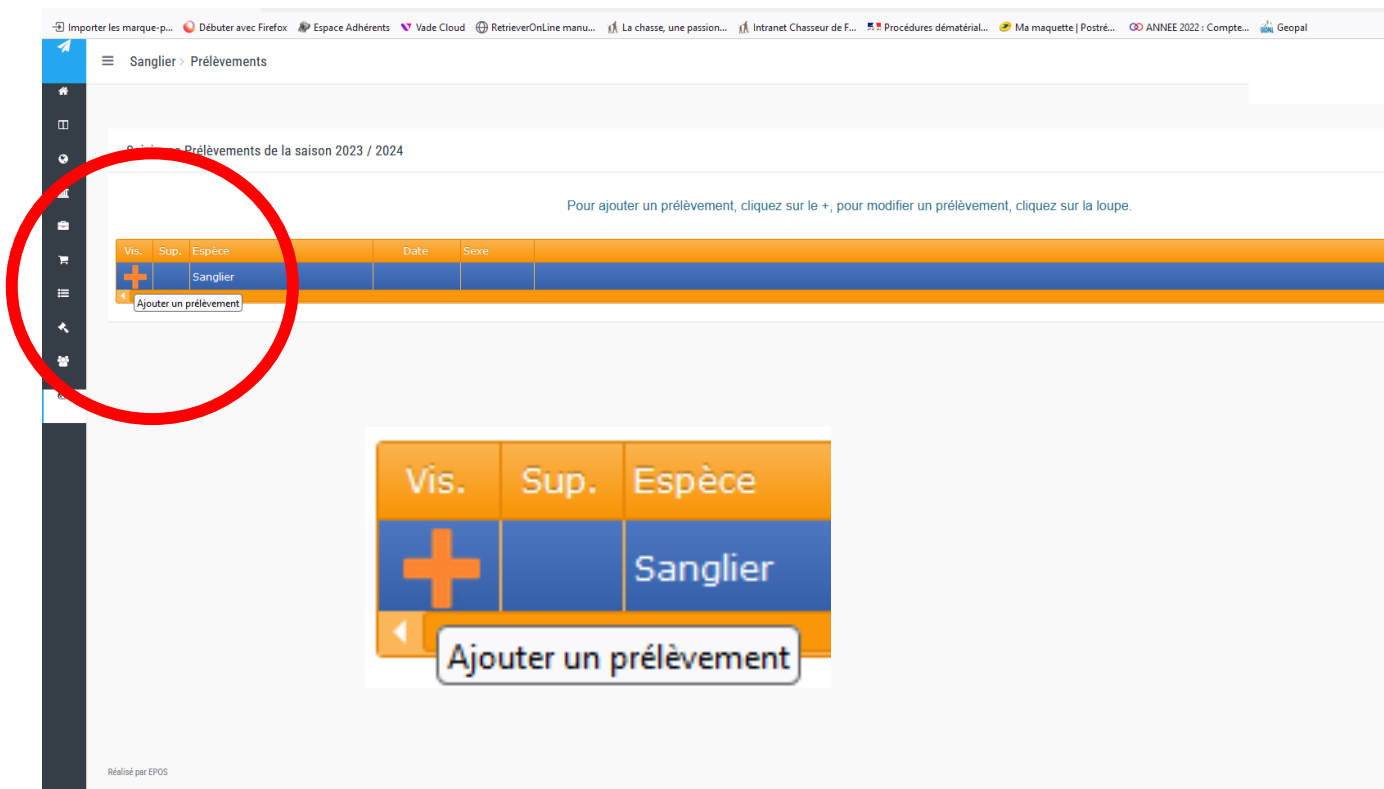 Importer les marque-p... Débuter avec Firefox Espace Adhérents Vade Cloud RetrieverOnLine manu... La chasse, une passion... Intranet Chasseur de F... Procédures dématérial... Ma maquette | Postré... ANNEE 2022 : Compte... Geopal
Sanglier > Prélèvements
Prélèvements de la saison 2023 / 2024
Pour ajouter un prélèvement, cliquez sur le +, pour modifier un prélèvement, cliquez sur la loupe.
Vis. Sup. Espèce Date Sexe
Sanglier
Ajouter un prélèvement
Vis. Sup. Espèce
Sanglier
Ajouter un prélèvement
Réalisé par EPOS